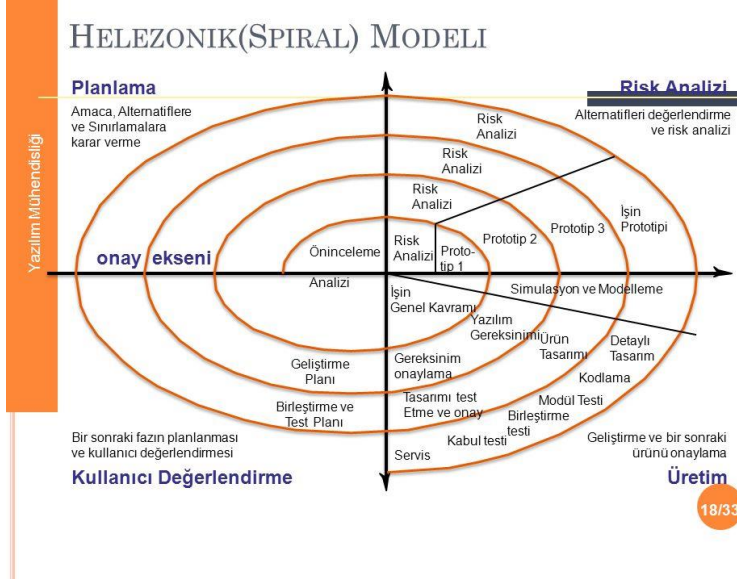 HELEZONIK(SPIRAL) MODELI
Planlama
Amaca, Alternatiflere
ve Sınırlamalara
karar verme
Risk Analizi
Alternatifleri değerlendirme
ve risk analizi
Yazılım Mühendisliği
Risk
Analizi
Risk
Analizi
Risk
Analizi
Risk
Analizi
Proto-
tip 1
Prototip 2
Prototip 3
İşin
Prototipi
onay ekseni
Öninceleme
Analizi
İşin
Genel Kavramı
Simulasyon ve Modelleme
Yazılım
Gereksinimi
Ürün
Tasarımı
Detaylı
Tasarım
Geliştirme
Planı
Gereksinim
onaylama
Kodlama
Birleştirme ve
Test Planı
Tasarımı test
Etme ve onay
Modül Testi
Birleştirme
testi
Kabul testi
Servis
Bir sonraki fazın planlanması
ve kullanıcı değerlendirmesi
Kullanıcı Değerlendirme
Geliştirme ve bir sonraki
ürünü onaylama
Üretim
18/33